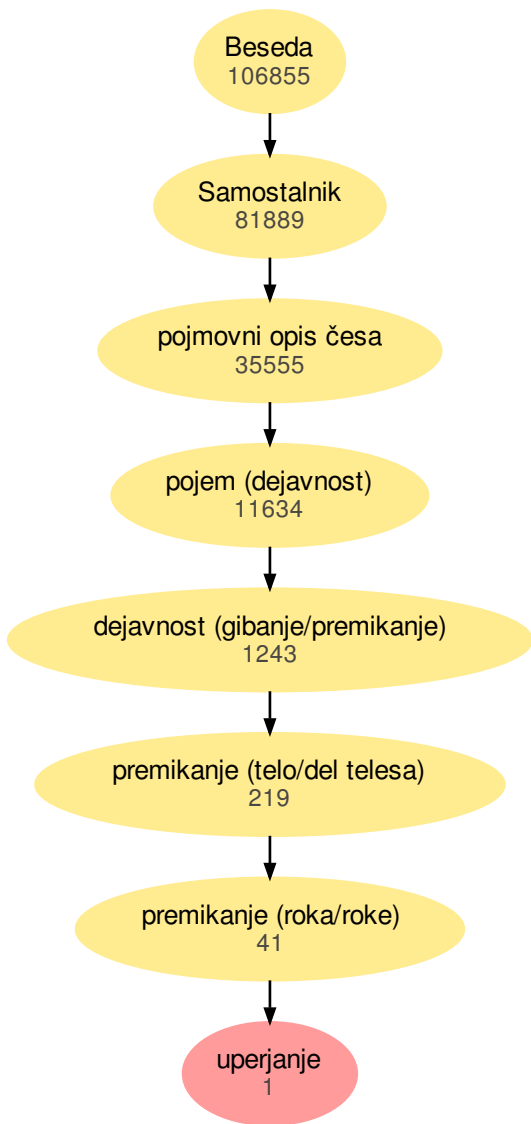 Beseda
106855
Samostalnik
81889
pojmovni opis česa
35555
pojem (dejavnost)
11634
dejavnost (gibanje/premikanje)
1243
premikanje (telo/del telesa)
219
premikanje (roka/roke)
41
uperjanje
1